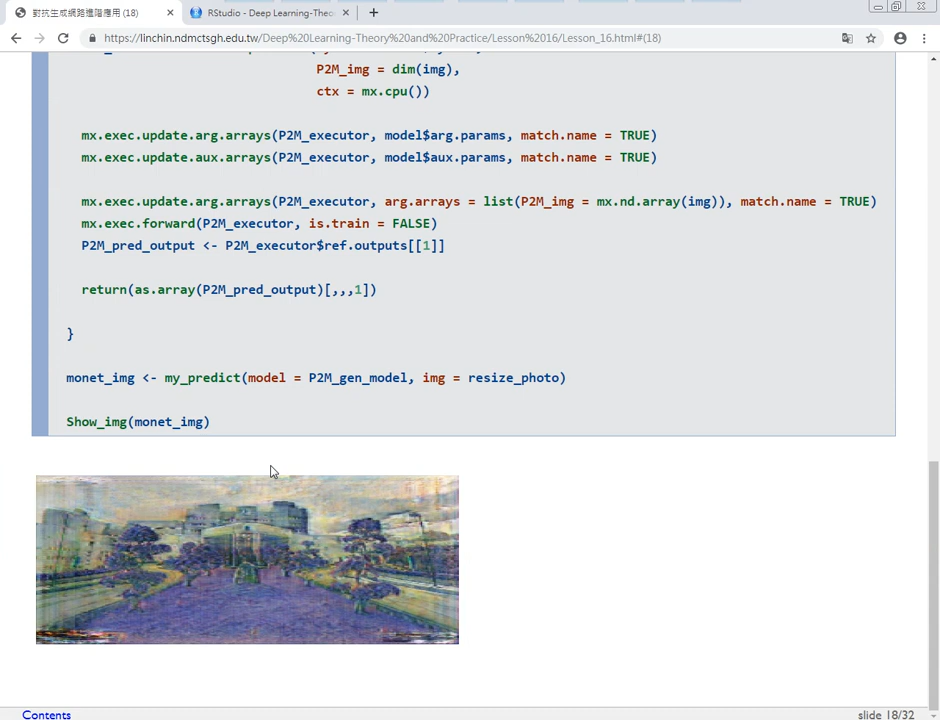 對抗生成網路進階應用 (18)
RStudio - Deep Learning-Theo
https://linchin.ndmctsgh.edu.tw/Deep%20Learning-Theory%20and%20Practice/Lesson%2016/Lesson_16.html#(18)
P2M_img = dim(img),
ctx = mx.cpu())
mx.exec.update.arg.arrays(P2M_executor, model$arg.params, match.name = TRUE)
mx.exec.update.aux.arrays(P2M_executor, model$aux.params, match.name = TRUE)
mx.exec.update.arg.arrays(P2M_executor, arg.arrays = list(P2M_img = mx.nd.array(img)), match.name = TRUE)
mx.exec.forward(P2M_executor, is.train = FALSE)
P2M_pred_output <- P2M_executor$ref.outputs[[1]]
return(as.array(P2M_pred_output)[,,,1])
}
monet_img <- my_predict(model = P2M_gen_model, img = resize_photo)
Show_img(monet_img)
Contents
slide 18/32